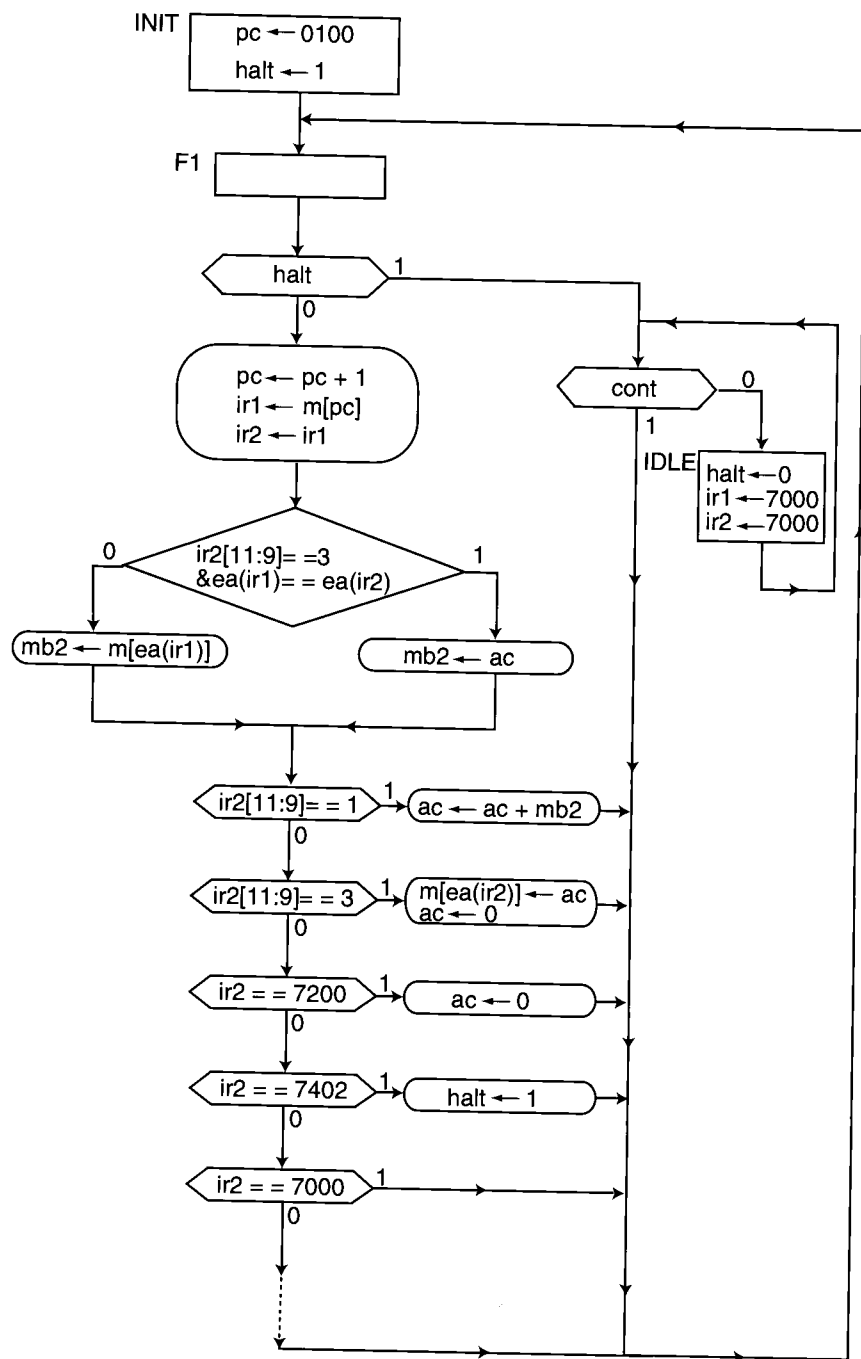 INIT
pc ← 0100
halt ← 1
F1
halt
1
0
pc ← pc + 1
ir1 ← m[pc]
ir2 ← ir1
cont
0
1
IDLE
halt ← 0
ir1 ← 7000
ir2 ← 7000
0
ir2[11:9]= =3
&ea(ir1)= = ea(ir2)
1
mb2 ← m[ea(ir1)]
mb2 ← ac
ir2[11:9]= = 1
1
ac ← ac + mb2
0
ir2[11:9]= = 3
1
m[ea(ir2)] ← ac
ac ← 0
0
ir2 = = 7200
1
ac ← 0
0
ir2 = = 7402
1
halt ← 1
0
ir2 = = 7000
1
0